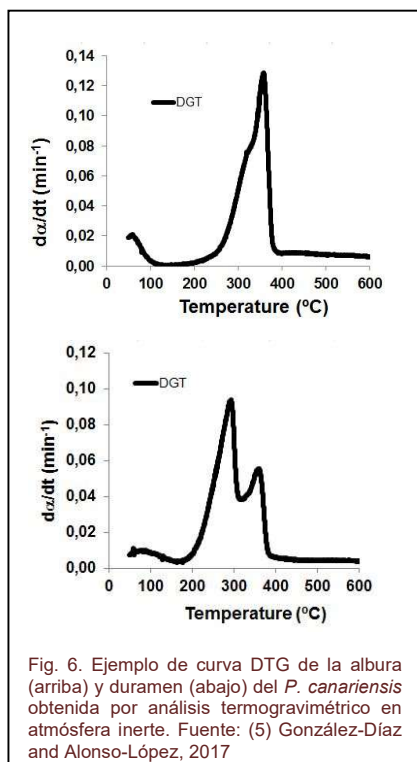 0,14
0,12
0,10
0,08
0,06
0,04
0,02
0,00
dα/dt (min⁻¹)
DGT
0 100 200 300 400 500 600
Temperature (ºC)
0,12
0,10
0,08
0,06
0,04
0,02
0,00
dα/dt (min⁻¹)
DGT
0 100 200 300 400 500 600
Temperature (ºC)
Fig. 6. Ejemplo de curva DTG de la albura
(arriba) y duramen (abajo) del P. canariensis
obtenida por análisis termogravimétrico en
atmósfera inerte. Fuente: (5) González-Díaz
and Alonso-López, 2017